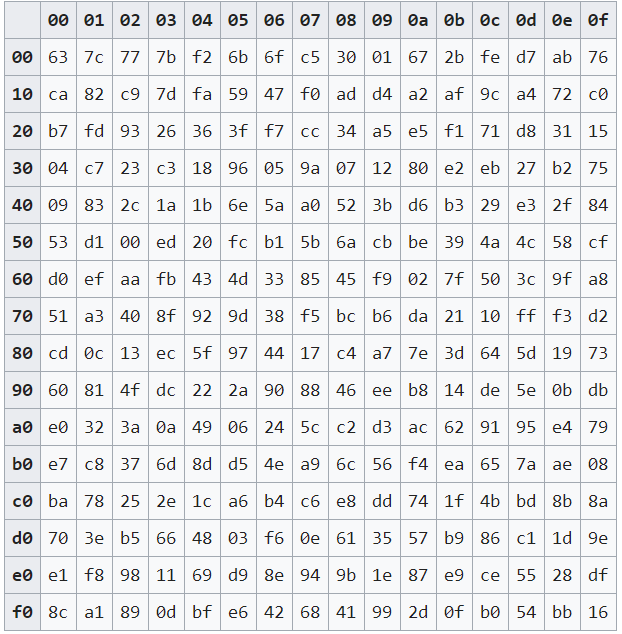 00 01 02 03 04 05 06 07 08 09 0a 0b 0c 0d 0e 0f
00 63 7c 77 7b f2 6b 6f c5 30 01 67 2b fe d7 ab 76
10 ca 82 c9 7d fa 59 47 f0 ad d4 a2 af 9c a4 72 c0
20 b7 fd 93 26 36 3f f7 cc 34 a5 e5 f1 71 d8 31 15
30 04 c7 23 c3 18 96 05 9a 07 12 80 e2 eb 27 b2 75
40 09 83 2c 1a 1b 6e 5a a0 52 3b d6 b3 29 e3 2f 84
50 53 d1 00 ed 20 fc b1 5b 6a cb be 39 4a 4c 58 cf
60 d0 ef aa fb 43 4d 33 85 45 f9 02 7f 50 3c 9f a8
70 51 a3 40 8f 92 9d 38 f5 bc b6 da 21 10 ff f3 d2
80 cd 0c 13 ec 5f 97 44 17 c4 a7 7e 3d 64 5d 19 73
90 60 81 4f dc 22 2a 90 88 46 ee b8 14 de 5e 0b db
a0 e0 32 3a 0a 49 06 24 5c c2 d3 ac 62 91 95 e4 79
b0 e7 c8 37 6d 8d d5 4e a9 6c 56 f4 ea 65 7a ae 08
c0 ba 78 25 2e 1c a6 b4 c6 e8 dd 74 1f 4b bd 8b 8a
d0 70 3e b5 66 48 03 f6 0e 61 35 57 b9 86 c1 1d 9e
e0 e1 f8 98 11 69 d9 8e 94 9b 1e 87 e9 ce 55 28 df
f0 8c a1 89 0d bf e6 42 68 41 99 2d 0f b0 54 bb 16